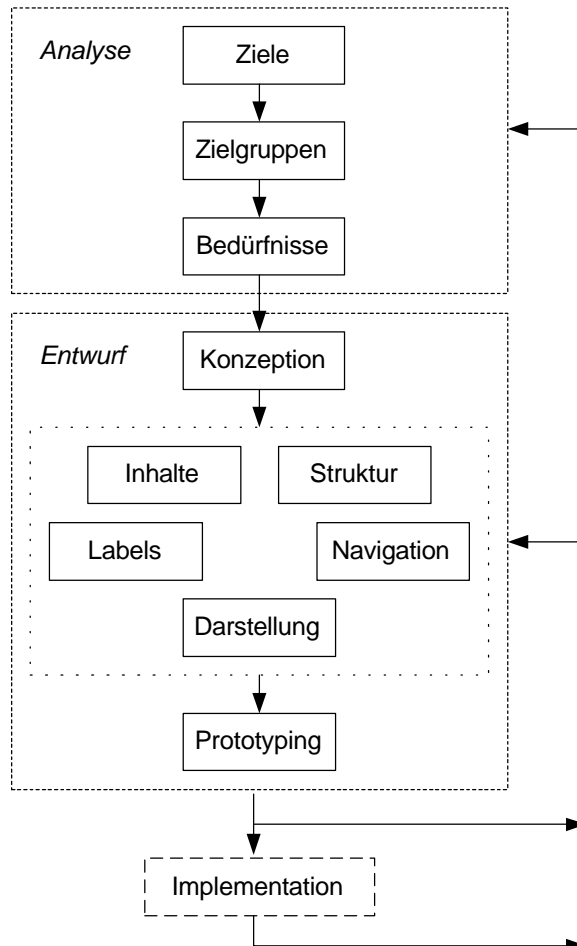 Analyse
Ziele
Zielgruppen
Bedürfnisse
Entwurf
Konzeption
Inhalte
Struktur
Labels
Navigation
Darstellung
Prototyping
Implementation